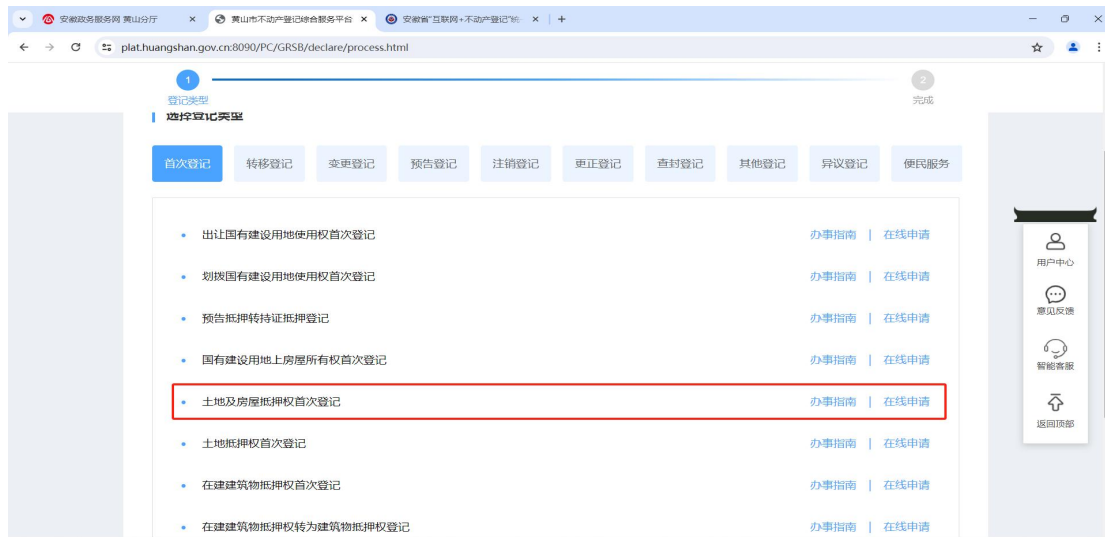 安徽政务服务网 黄山分厅
黄山市不动产登记综合服务平台
安徽省"互联网+不动产登记"统
plat.huangshan.gov.cn:8090/PC/GRSB/declare/process.html
1
2
登记类型
完成
选择登记类型
首次登记 转移登记 变更登记 预告登记 注销登记 更正登记 查封登记 其他登记 异议登记 便民服务
出让国有建设用地使用权首次登记 办事指南 | 在线申请
划拨国有建设用地使用权首次登记 办事指南 | 在线申请
预告抵押转持证抵押登记 办事指南 | 在线申请
国有建设用地上房屋所有权首次登记 办事指南 | 在线申请
土地及房屋抵押权首次登记 办事指南 | 在线申请
土地抵押权首次登记 办事指南 | 在线申请
在建建筑物抵押权首次登记 办事指南 | 在线申请
在建建筑物抵押权转为建筑物抵押权登记 办事指南 | 在线申请
用户中心
意见反馈
智能客服
返回顶部